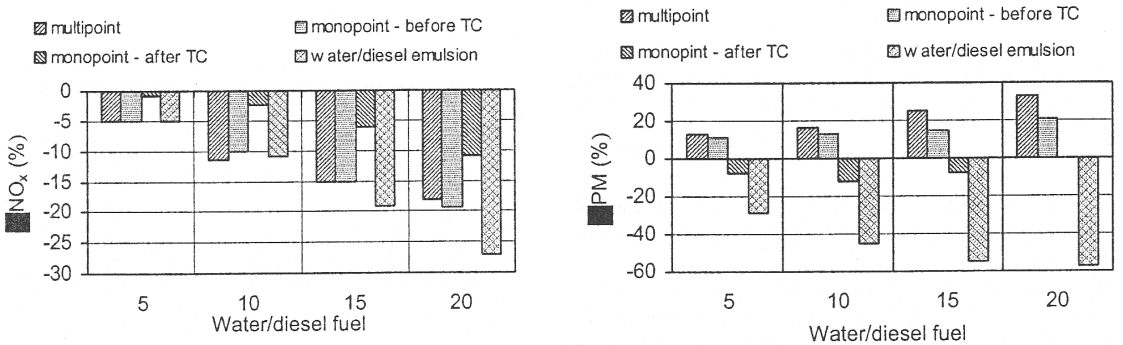 multipoint
monopoint - before TC
monopoint - after TC
water/diesel emulsion
0
-5
-10
-15
-20
-25
-30
NOx (%)
5 10 15 20
Water/diesel fuel
multipoint
monopoint - before TC
monopint - after TC
water/diesel emulsion
40
20
0
-20
-40
-60
PM (%)
5 10 15 20
Water/diesel fuel